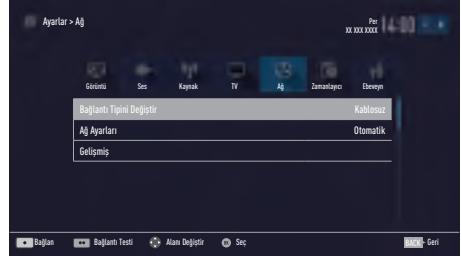 Ayarlar > Ağ
Per
XX XXX XXXX
14:00
Görüntü Ses Kaynak TV Ağ Zamanlayıcı Ebeveyn
Bağlantı Tipini Değiştir Kablosuz
Ağ Ayarları Otomatik
Gelişmiş
Bağlan Bağlantı Testi Alanı Değiştir Seç BACK Geri